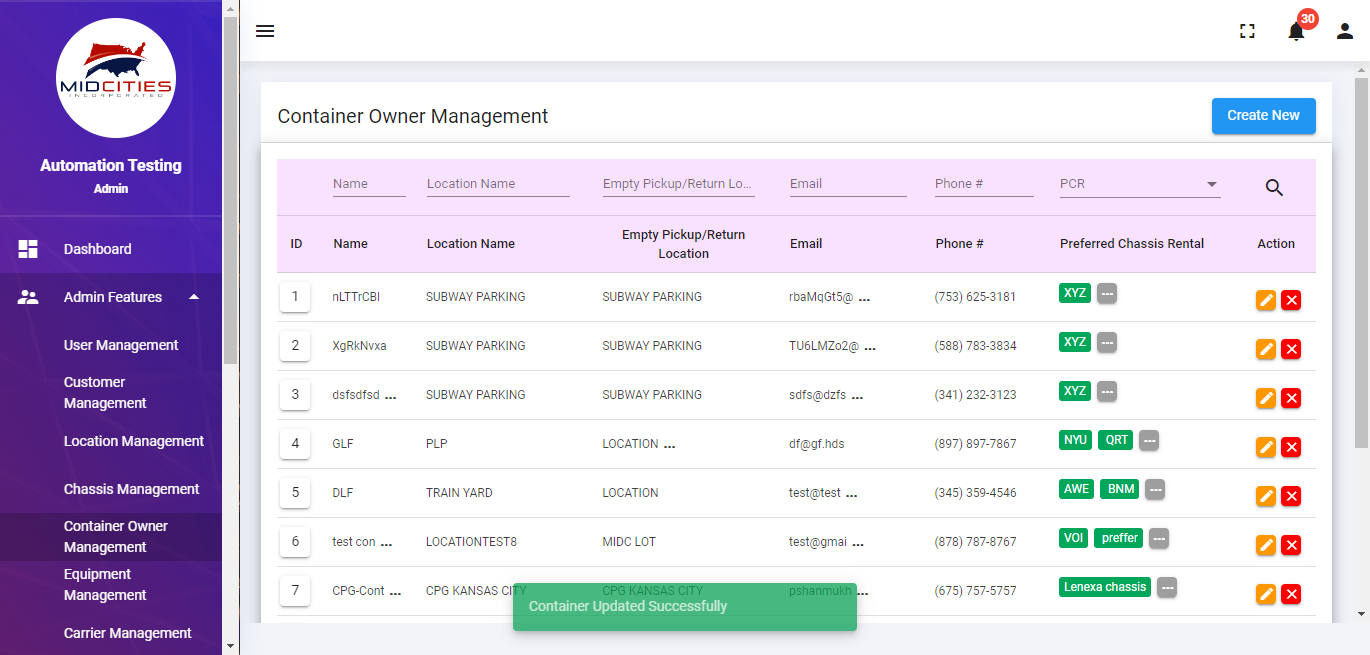 MIDCITIES
INCORPORATED
Automation Testing
Admin
Dashboard
Admin Features
User Management
Customer
Management
Location Management
Chassis Management
Container Owner
Management
Equipment
Management
Carrier Management
30
Container Owner Management
Create New
Name Location Name Empty Pickup/Return Lo... Email Phone # PCR
ID Name Location Name Empty Pickup/Return Location Email Phone # Preferred Chassis Rental Action
1 nLTTrCBI SUBWAY PARKING SUBWAY PARKING rbaMqGt5@ ... (753) 625-3181 XYZ ---
2 XgRkNvxa SUBWAY PARKING SUBWAY PARKING TU6LMZo2@ ... (588) 783-3834 XYZ ---
3 dsfsdfsd ... SUBWAY PARKING SUBWAY PARKING sdfs@dzfs ... (341) 232-3123 XYZ ---
4 GLF PLP LOCATION ... df@gf.hds (897) 897-7867 NYU QRT ---
5 DLF TRAIN YARD LOCATION test@test ... (345) 359-4546 AWE BNM ---
6 test con ... LOCATIONTEST8 MIDC LOT test@gmai ... (878) 787-8767 VOI preffer ---
7 CPG-Cont ... CPG KANSAS CITY CPG KANSAS CITY pshanmukh ... (675) 757-5757 Lenexa chassis ---
Container Updated Successfully